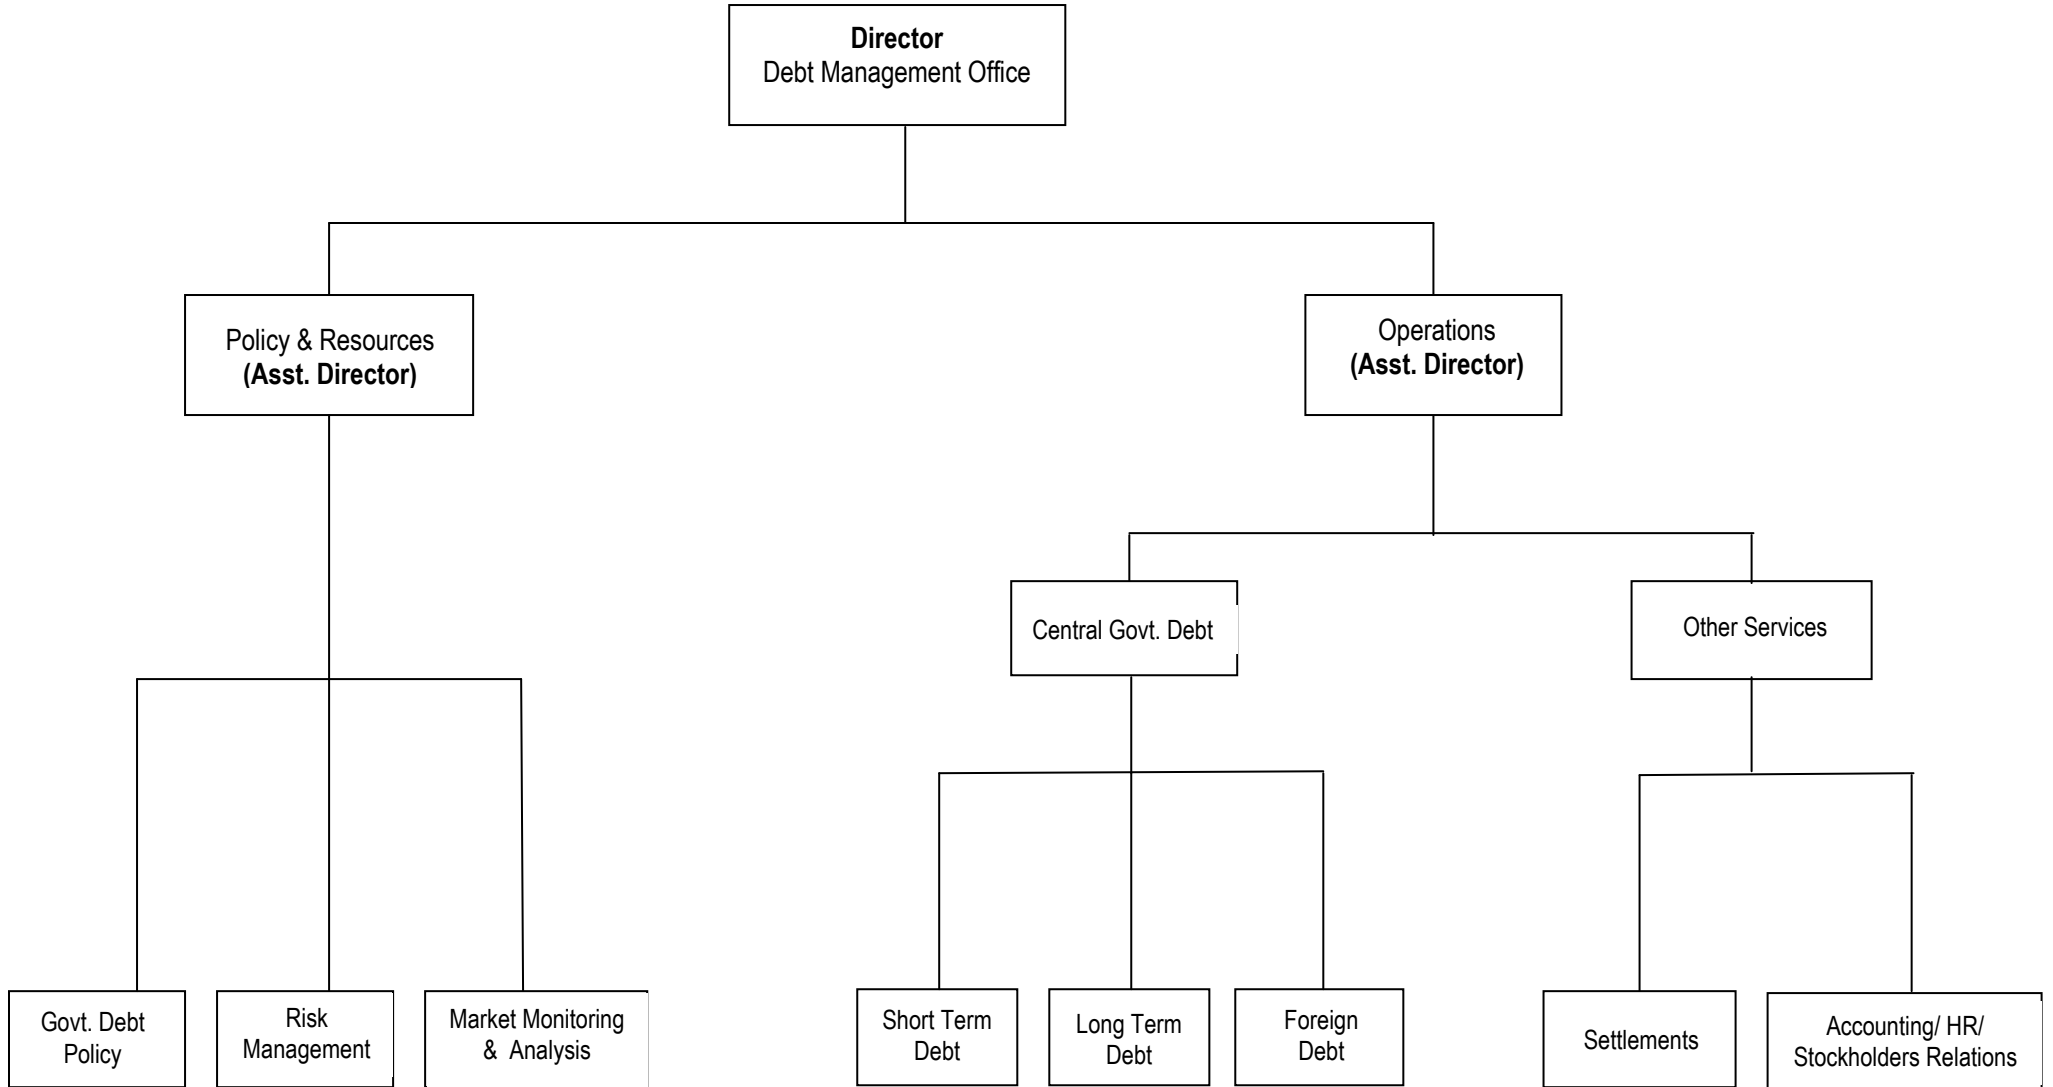 Director
Debt Management Office
Policy & Resources
(Asst. Director)
Operations
(Asst. Director)
Central Govt. Debt
Other Services
Govt. Debt
Policy
Risk
Management
Market Monitoring
& Analysis
Short Term
Debt
Long Term
Debt
Foreign
Debt
Settlements
Accounting/ HR/
Stockholders Relations